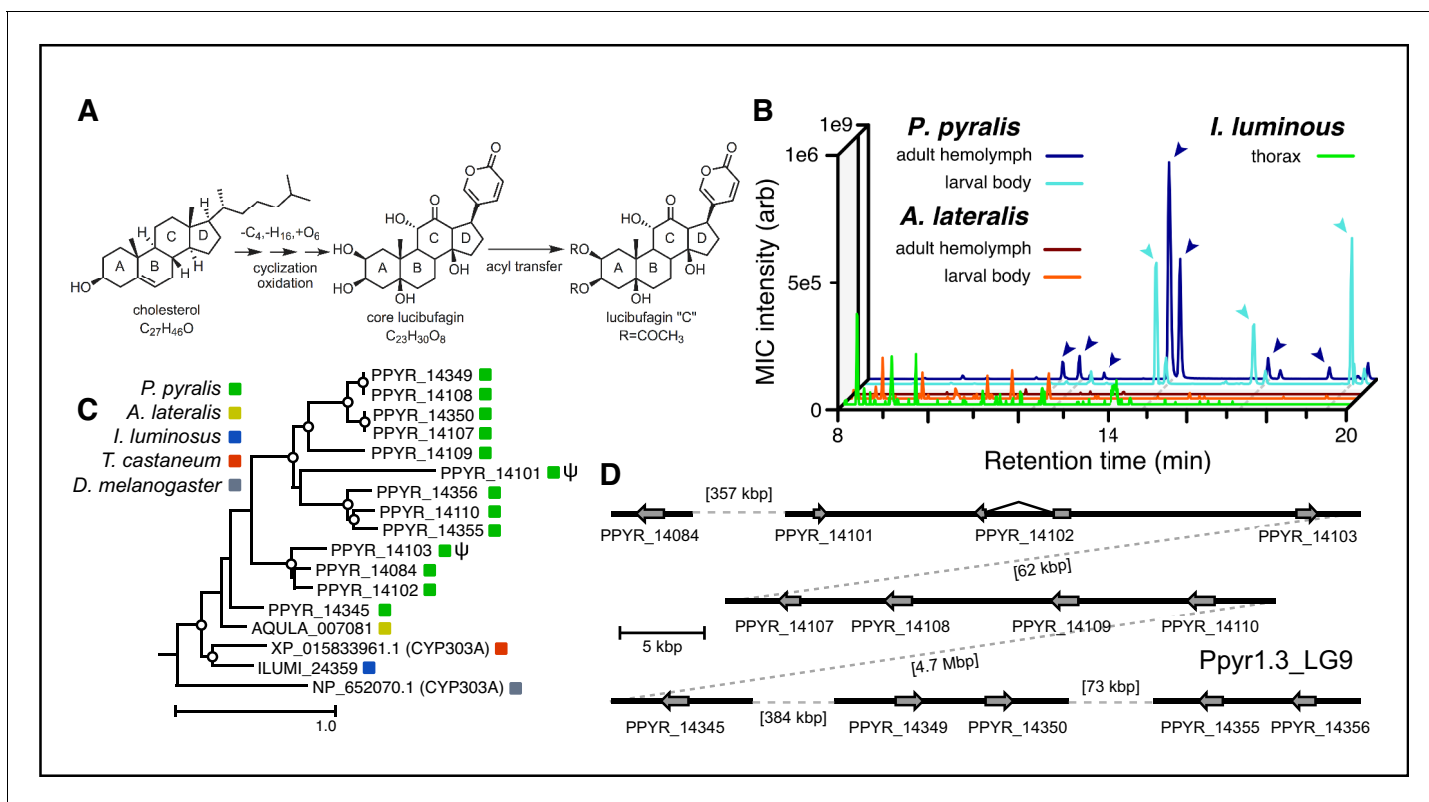 A
HO
A
B
C
D
H
H
H
H
cholesterol
C27H46O
-C4,-H16,+O6
cyclization
oxidation
O
O
O
HO
HO
HO
A
B
C
D
OH
OH
core lucibufagin
C23H30O8
acyl transfer
O
O
O
HO
RO
RO
A
B
C
D
OH
OH
lucibufagin "C"
R=COCH3
B
1e9
1e6
5e5
0
MIC intensity (arb)
P. pyralis
adult hemolymph
larval body
A. lateralis
adult hemolymph
larval body
I. luminous
thorax
8
14
20
Retention time (min)
C
P. pyralis
A. lateralis
I. luminosus
T. castaneum
D. melanogaster
PPYR_14349
PPYR_14108
PPYR_14350
PPYR_14107
PPYR_14109
PPYR_14101 ψ
PPYR_14356
PPYR_14110
PPYR_14355
PPYR_14103 ψ
PPYR_14084
PPYR_14102
PPYR_14345
AQULA_007081
XP_015833961.1 (CYP303A)
ILUMI_24359
NP_652070.1 (CYP303A)
1.0
D
[357 kbp]
PPYR_14084
PPYR_14101
PPYR_14102
PPYR_14103
[62 kbp]
PPYR_14107
PPYR_14108
PPYR_14109
PPYR_14110
5 kbp
[4.7 Mbp]
Ppyr1.3_LG9
[384 kbp]
[73 kbp]
PPYR_14345
PPYR_14349
PPYR_14350
PPYR_14355
PPYR_14356